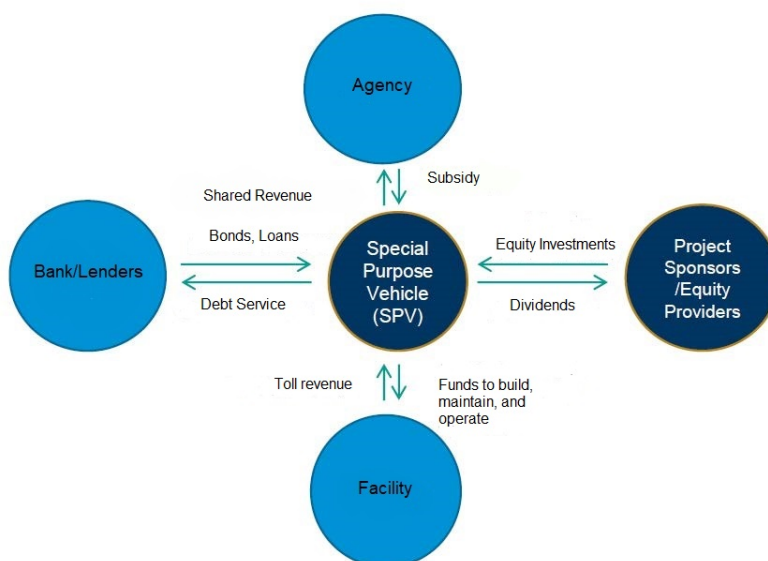 Agency
Shared Revenue
Subsidy
Bank/Lenders
Bonds, Loans
Debt Service
Special
Purpose
Vehicle
(SPV)
Equity Investments
Dividends
Project
Sponsors
/Equity
Providers
Toll revenue
Funds to build,
maintain, and
operate
Facility